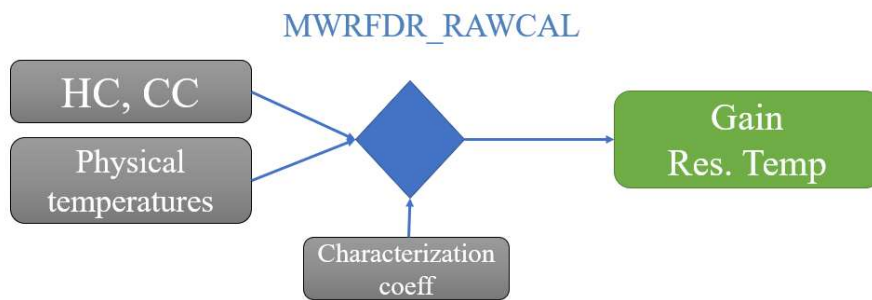 MWRFDR_RAWCAL
HC, CC
Physical
temperatures
Gain
Res. Temp
Characterization
coeff